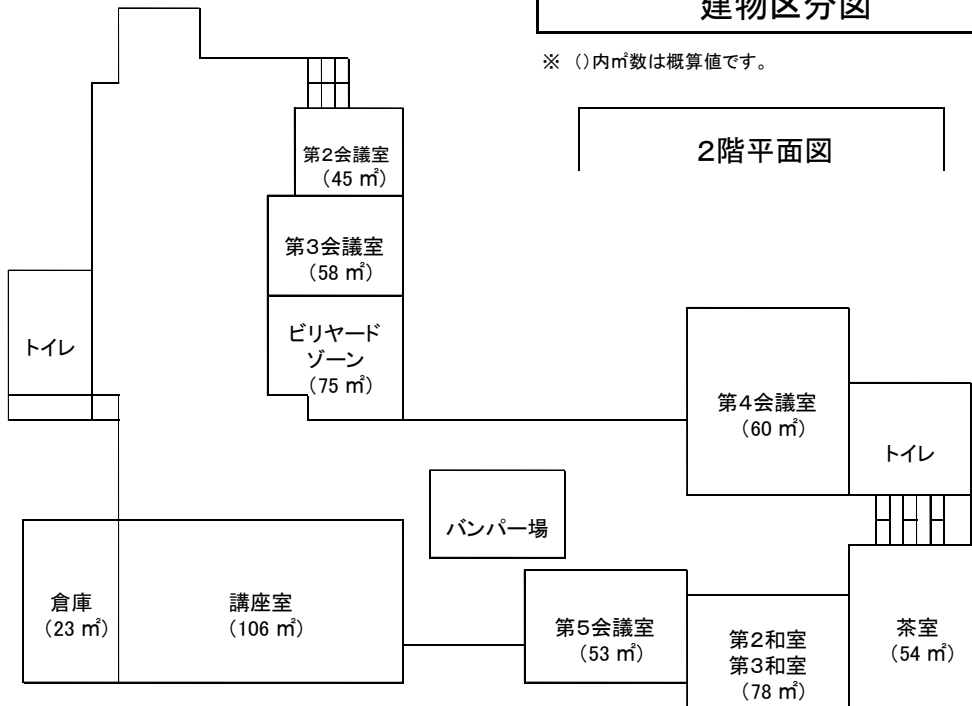 建物区分図
※ ()内㎡数は概算値です。
2階平面図
第2会議室
(45 ㎡)
第3会議室
(58 ㎡)
ビリヤード
ゾーン
(75 ㎡)
トイレ
第4会議室
(60 ㎡)
トイレ
バンパー場
倉庫
(23 ㎡)
講座室
(106 ㎡)
第5会議室
(53 ㎡)
第2和室
第3和室
(78 ㎡)
茶室
(54 ㎡)